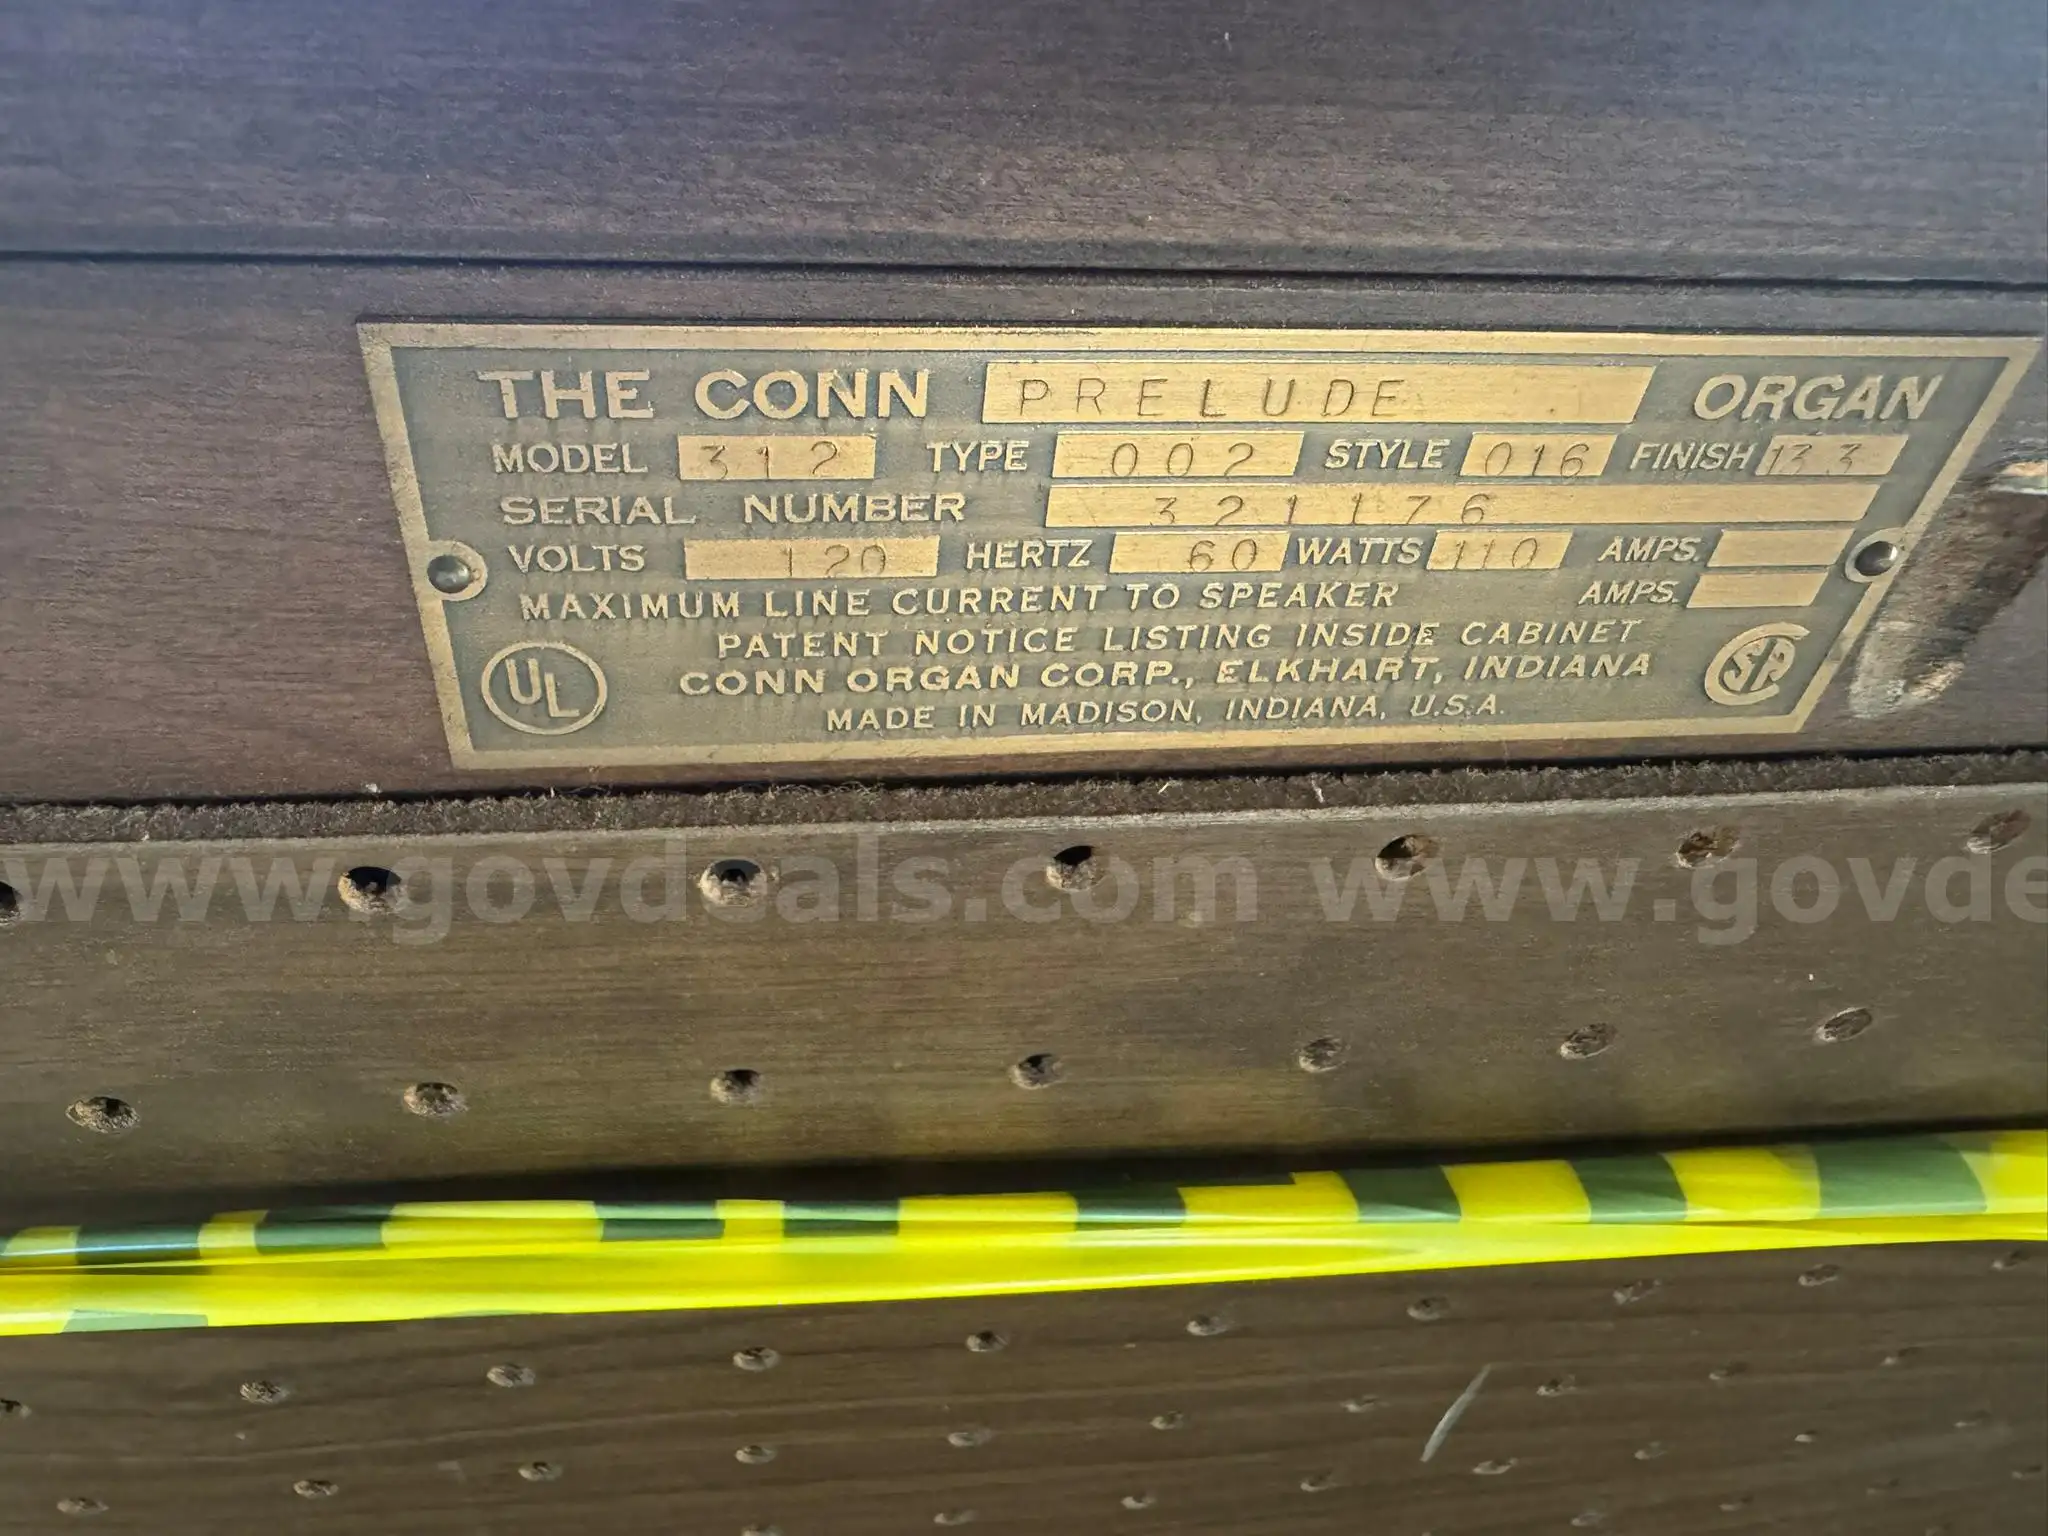 THE CONN PRELUDE ORGAN
MODEL 312 TYPE 002 STYLE 016 FINISH 133
SERIAL NUMBER 321176
VOLTS 120 HERTZ 60 WATTS 110 AMPS.
MAXIMUM LINE CURRENT TO SPEAKER AMPS.
PATENT NOTICE LISTING INSIDE CABINET
UL CONN ORGAN CORP., ELKHART, INDIANA SA
MADE IN MADISON, INDIANA, U.S.A.
www.govdeals.com www.govde